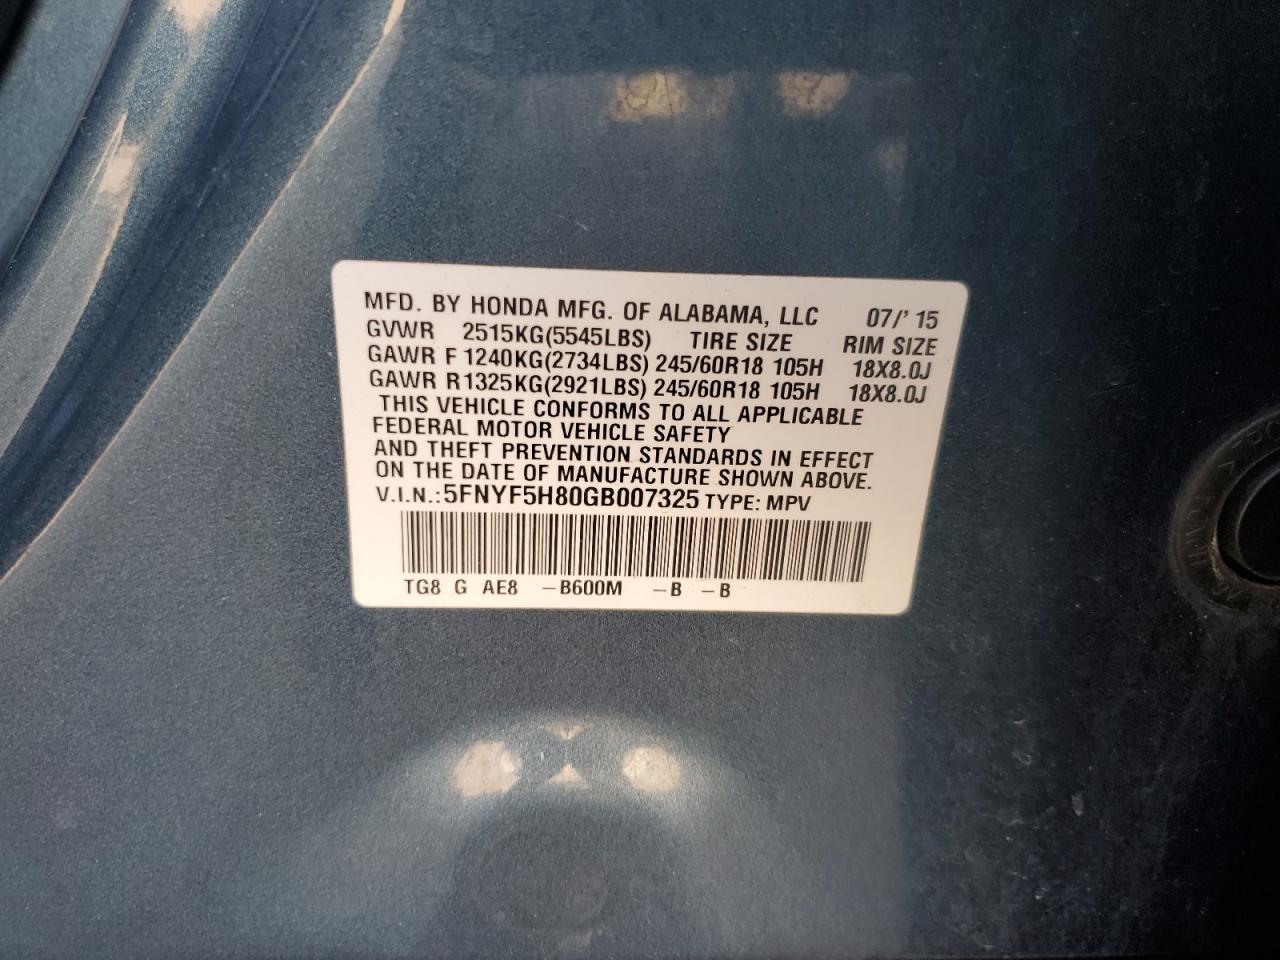 MFD. BY HONDA MFG. OF ALABAMA, LLC 07/'15
GVWR 2515KG(5545LBS) TIRE SIZE RIM SIZE
GAWR F 1240KG(2734LBS) 245/60R18 105H 18X8.0J
GAWR R 1325KG(2921LBS) 245/60R18 105H 18X8.0J
THIS VEHICLE CONFORMS TO ALL APPLICABLE
FEDERAL MOTOR VEHICLE SAFETY
AND THEFT PREVENTION STANDARDS IN EFFECT
ON THE DATE OF MANUFACTURE SHOWN ABOVE.
V.I.N.:5FNYF5H80GB007325 TYPE: MPV
TG8 G AE8 -B600M -B -B